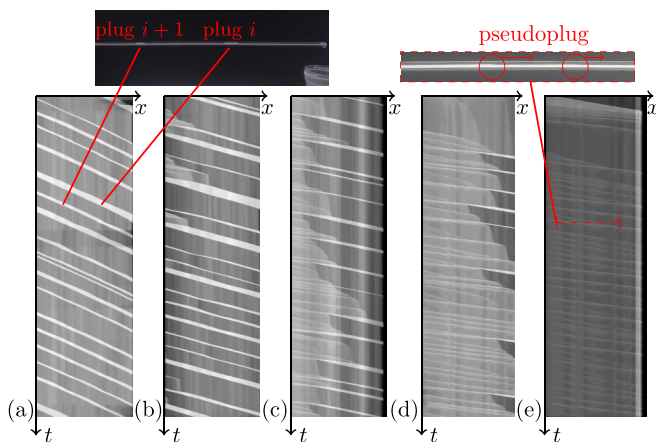 plug i + 1 plug i
pseudoplug
x x x x x
(a) (b) (c) (d) (e)
t t t t t